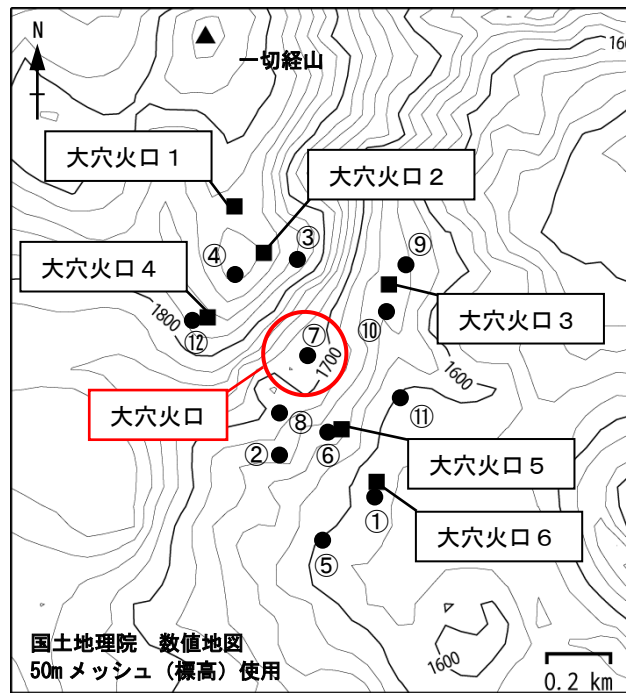 N
一切経山
160
大穴火口1
大穴火口2
③
④
⑨
大穴火口4
1800
⑫
大穴火口3
⑩
⑦
1700
1600
大穴火口
⑧
⑪
②
⑥
大穴火口5
①
大穴火口6
⑤
国土地理院 数値地図
50mメッシュ(標高)使用
1600
0.2 km